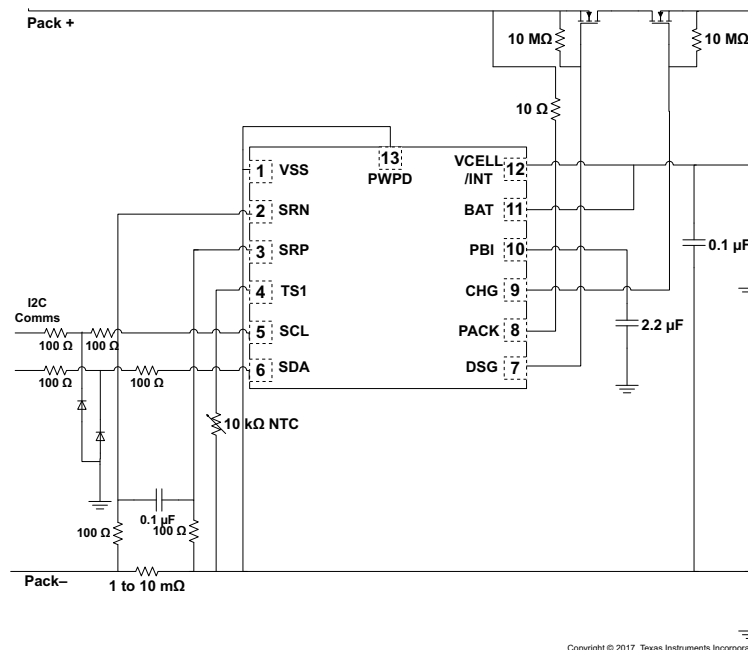 Pack +
10 MΩ
10 MΩ
10 Ω
13
PWPD
1 VSS
VCELL
/INT
12
2 SRN
BAT 11
3 SRP
PBI 10
0.1 µF
4 TS1
CHG 9
I2C
Comms
5 SCL
PACK 8
2.2 µF
100 Ω
100 Ω
6 SDA
DSG 7
100 Ω
100 Ω
10 kΩ NTC
0.1 µF
100 Ω
100 Ω
Pack–
1 to 10 mΩ
Copyright © 2017, Texas Instruments Incorpora